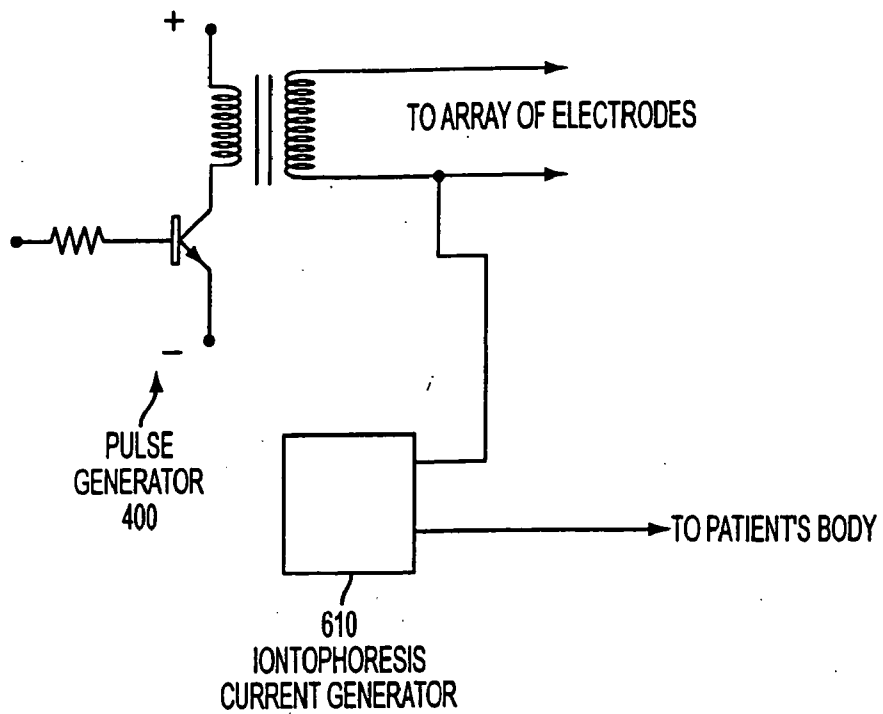 +
TO ARRAY OF ELECTRODES
–
i
PULSE
GENERATOR
400
TO PATIENT'S BODY
610
IONTOPHORESIS
CURRENT GENERATOR